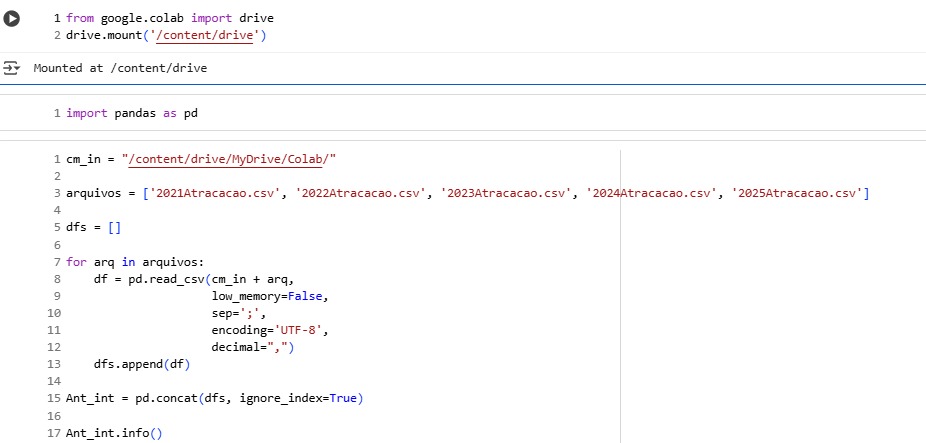 1 from google.colab import drive
2 drive.mount('/content/drive')
Mounted at /content/drive
1 import pandas as pd
1 cm_in = "/content/drive/MyDrive/Colab/"
2
3 arquivos = ['2021Atracacao.csv', '2022Atracacao.csv', '2023Atracacao.csv', '2024Atracacao.csv', '2025Atracacao.csv']
4
5 dfs = []
6
7 for arq in arquivos:
8     df = pd.read_csv(cm_in + arq,
9                      low_memory=False,
10                      sep=';',
11                      encoding='UTF-8',
12                      decimal=",")
13     dfs.append(df)
14
15 Ant_int = pd.concat(dfs, ignore_index=True)
16
17 Ant_int.info()